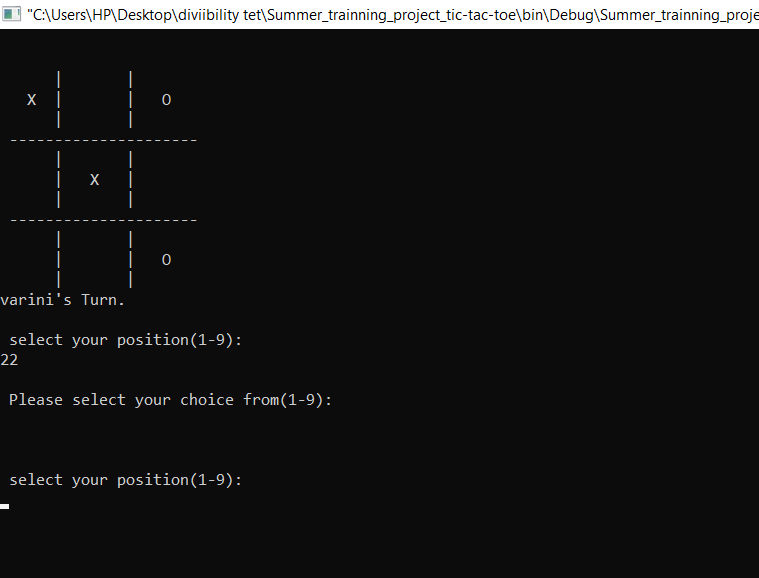 "C:\Users\HP\Desktop\diviibility tet\Summer_trainning_project_tic-tac-toe\bin\Debug\Summer_trainning_proje
X | | O
---------------------
| X |
---------------------
| | O
varini's Turn.
select your position(1-9):
22
Please select your choice from(1-9):
select your position(1-9):